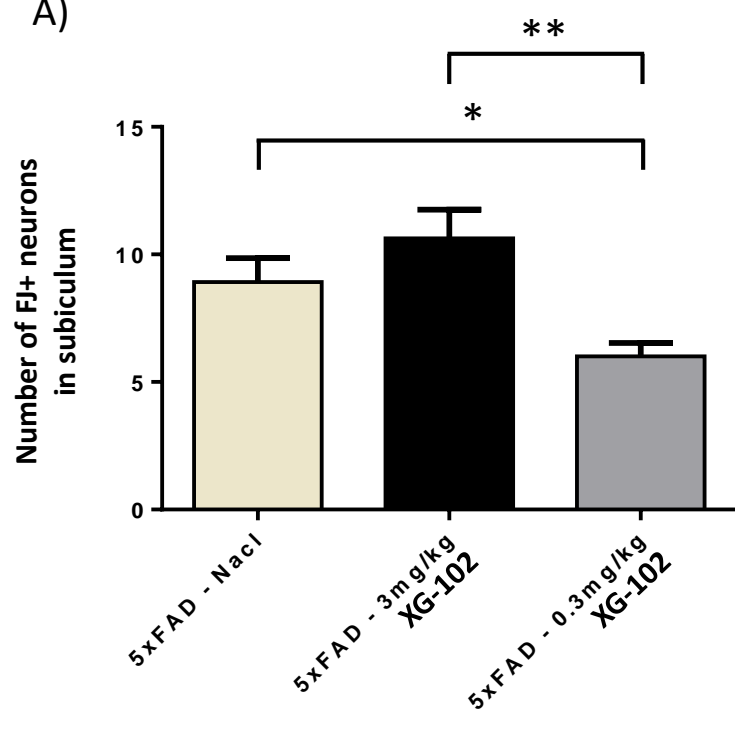 A)
**
*
15
10
5
0
Number of FJ+ neurons
in subiculum
5xFAD - Nacl
5xFAD - 3mg/kg
XG-102
5xFAD - 0.3mg/kg
XG-102